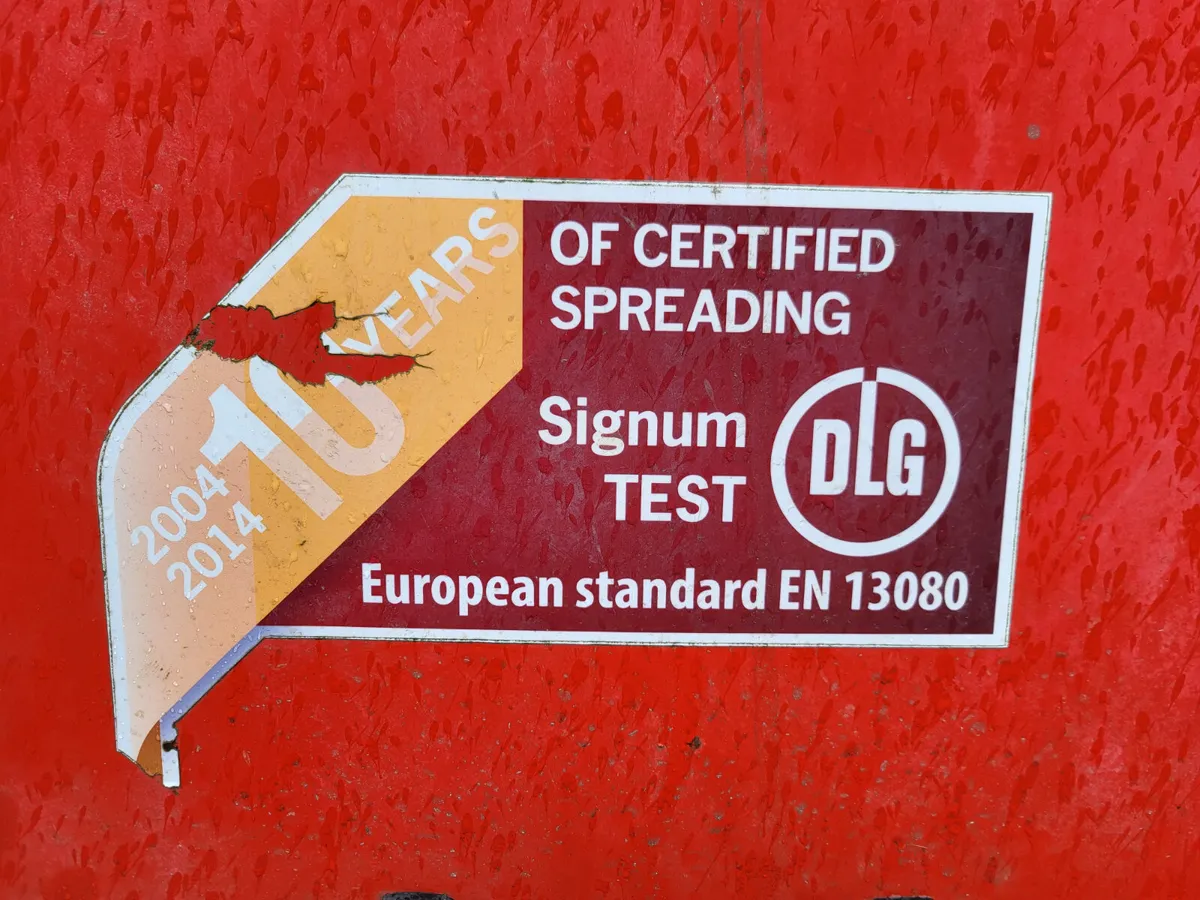 10 YEARS
2004
2014
OF CERTIFIED
SPREADING
Signum
TEST
DLG
European standard EN 13080